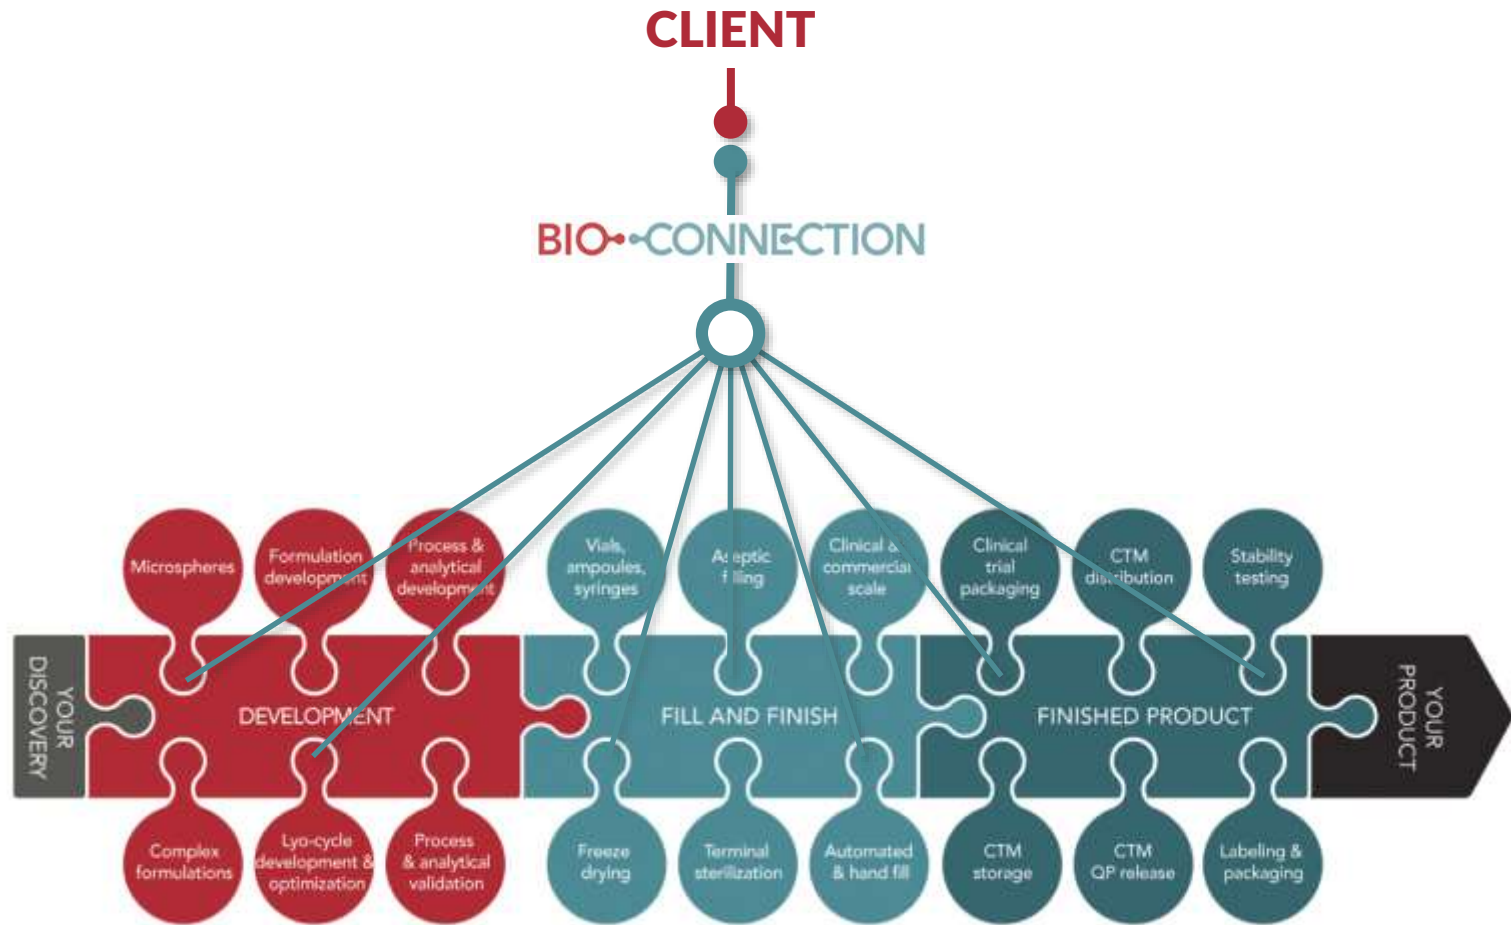 CLIENT
BIO CONNECTION
Microspheres
Formulation
development
Process &
analytical
development
Vials,
ampoules,
syringes
Aseptic
filling
Clinical &
commercial
scale
Clinical
trial
packaging
CTM
distribution
Stability
testing
YOUR
DISCOVERY
DEVELOPMENT
FILL AND FINISH
FINISHED PRODUCT
YOUR
PRODUCT
Complex
formulations
Lyo-cycle
development &
optimization
Process
& analytical
validation
Freeze
drying
Terminal
sterilization
Automated
& hand fill
CTM
storage
CTM
QP release
Labeling &
packaging